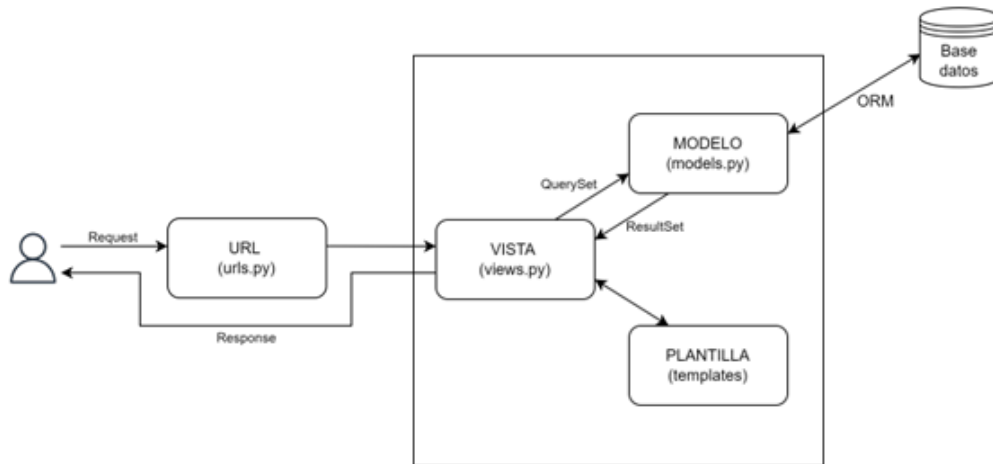 Base
datos
ORM
MODELO
(models.py)
QuerySet
ResultSet
Request
URL
(urls.py)
VISTA
(views.py)
Response
PLANTILLA
(templates)